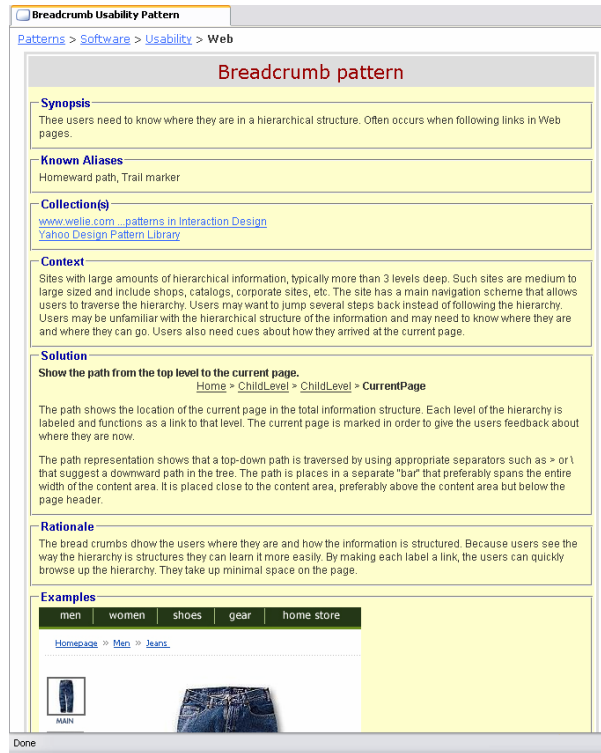 Breadcrumb Usability Pattern
Patterns > Software > Usability > Web
Breadcrumb pattern
Synopsis
Thee users need to know where they are in a hierarchical structure. Often occurs when following links in Web
pages.
Known Aliases
Homeward path, Trail marker
Collection(s)
www.welie.com ...patterns in Interaction Design
Yahoo Design Pattern Library
Context
Sites with large amounts of hierarchical information, typically more than 3 levels deep. Such sites are medium to
large sized and include shops, catalogs, corporate sites, etc. The site has a main navigation scheme that allows
users to traverse the hierarchy. Users may want to jump several steps back instead of following the hierarchy.
Users may be unfamiliar with the hierarchical structure of the information and may need to know where they are
and where they can go. Users also need cues about how they arrived at the current page.
Solution
Show the path from the top level to the current page.
Home > ChildLevel > ChildLevel > CurrentPage
The path shows the location of the current page in the total information structure. Each level of the hierarchy is
labeled and functions as a link to that level. The current page is marked in order to give the users feedback about
where they are now.
The path representation shows that a top-down path is traversed by using appropriate separators such as > or \
that suggest a downward path in the tree. The path is places in a separate "bar" that preferably spans the entire
width of the content area. It is placed close to the content area, preferably above the content area but below the
page header.
Rationale
The bread crumbs dhow the users where they are and how the information is structured. Because users see the
way the hierarchy is structures they can learn it more easily. By making each label a link, the users can quickly
browse up the hierarchy. They take up minimal space on the page.
Examples
men women shoes gear home store
Homepage » Men » Jeans
MAIN
Done